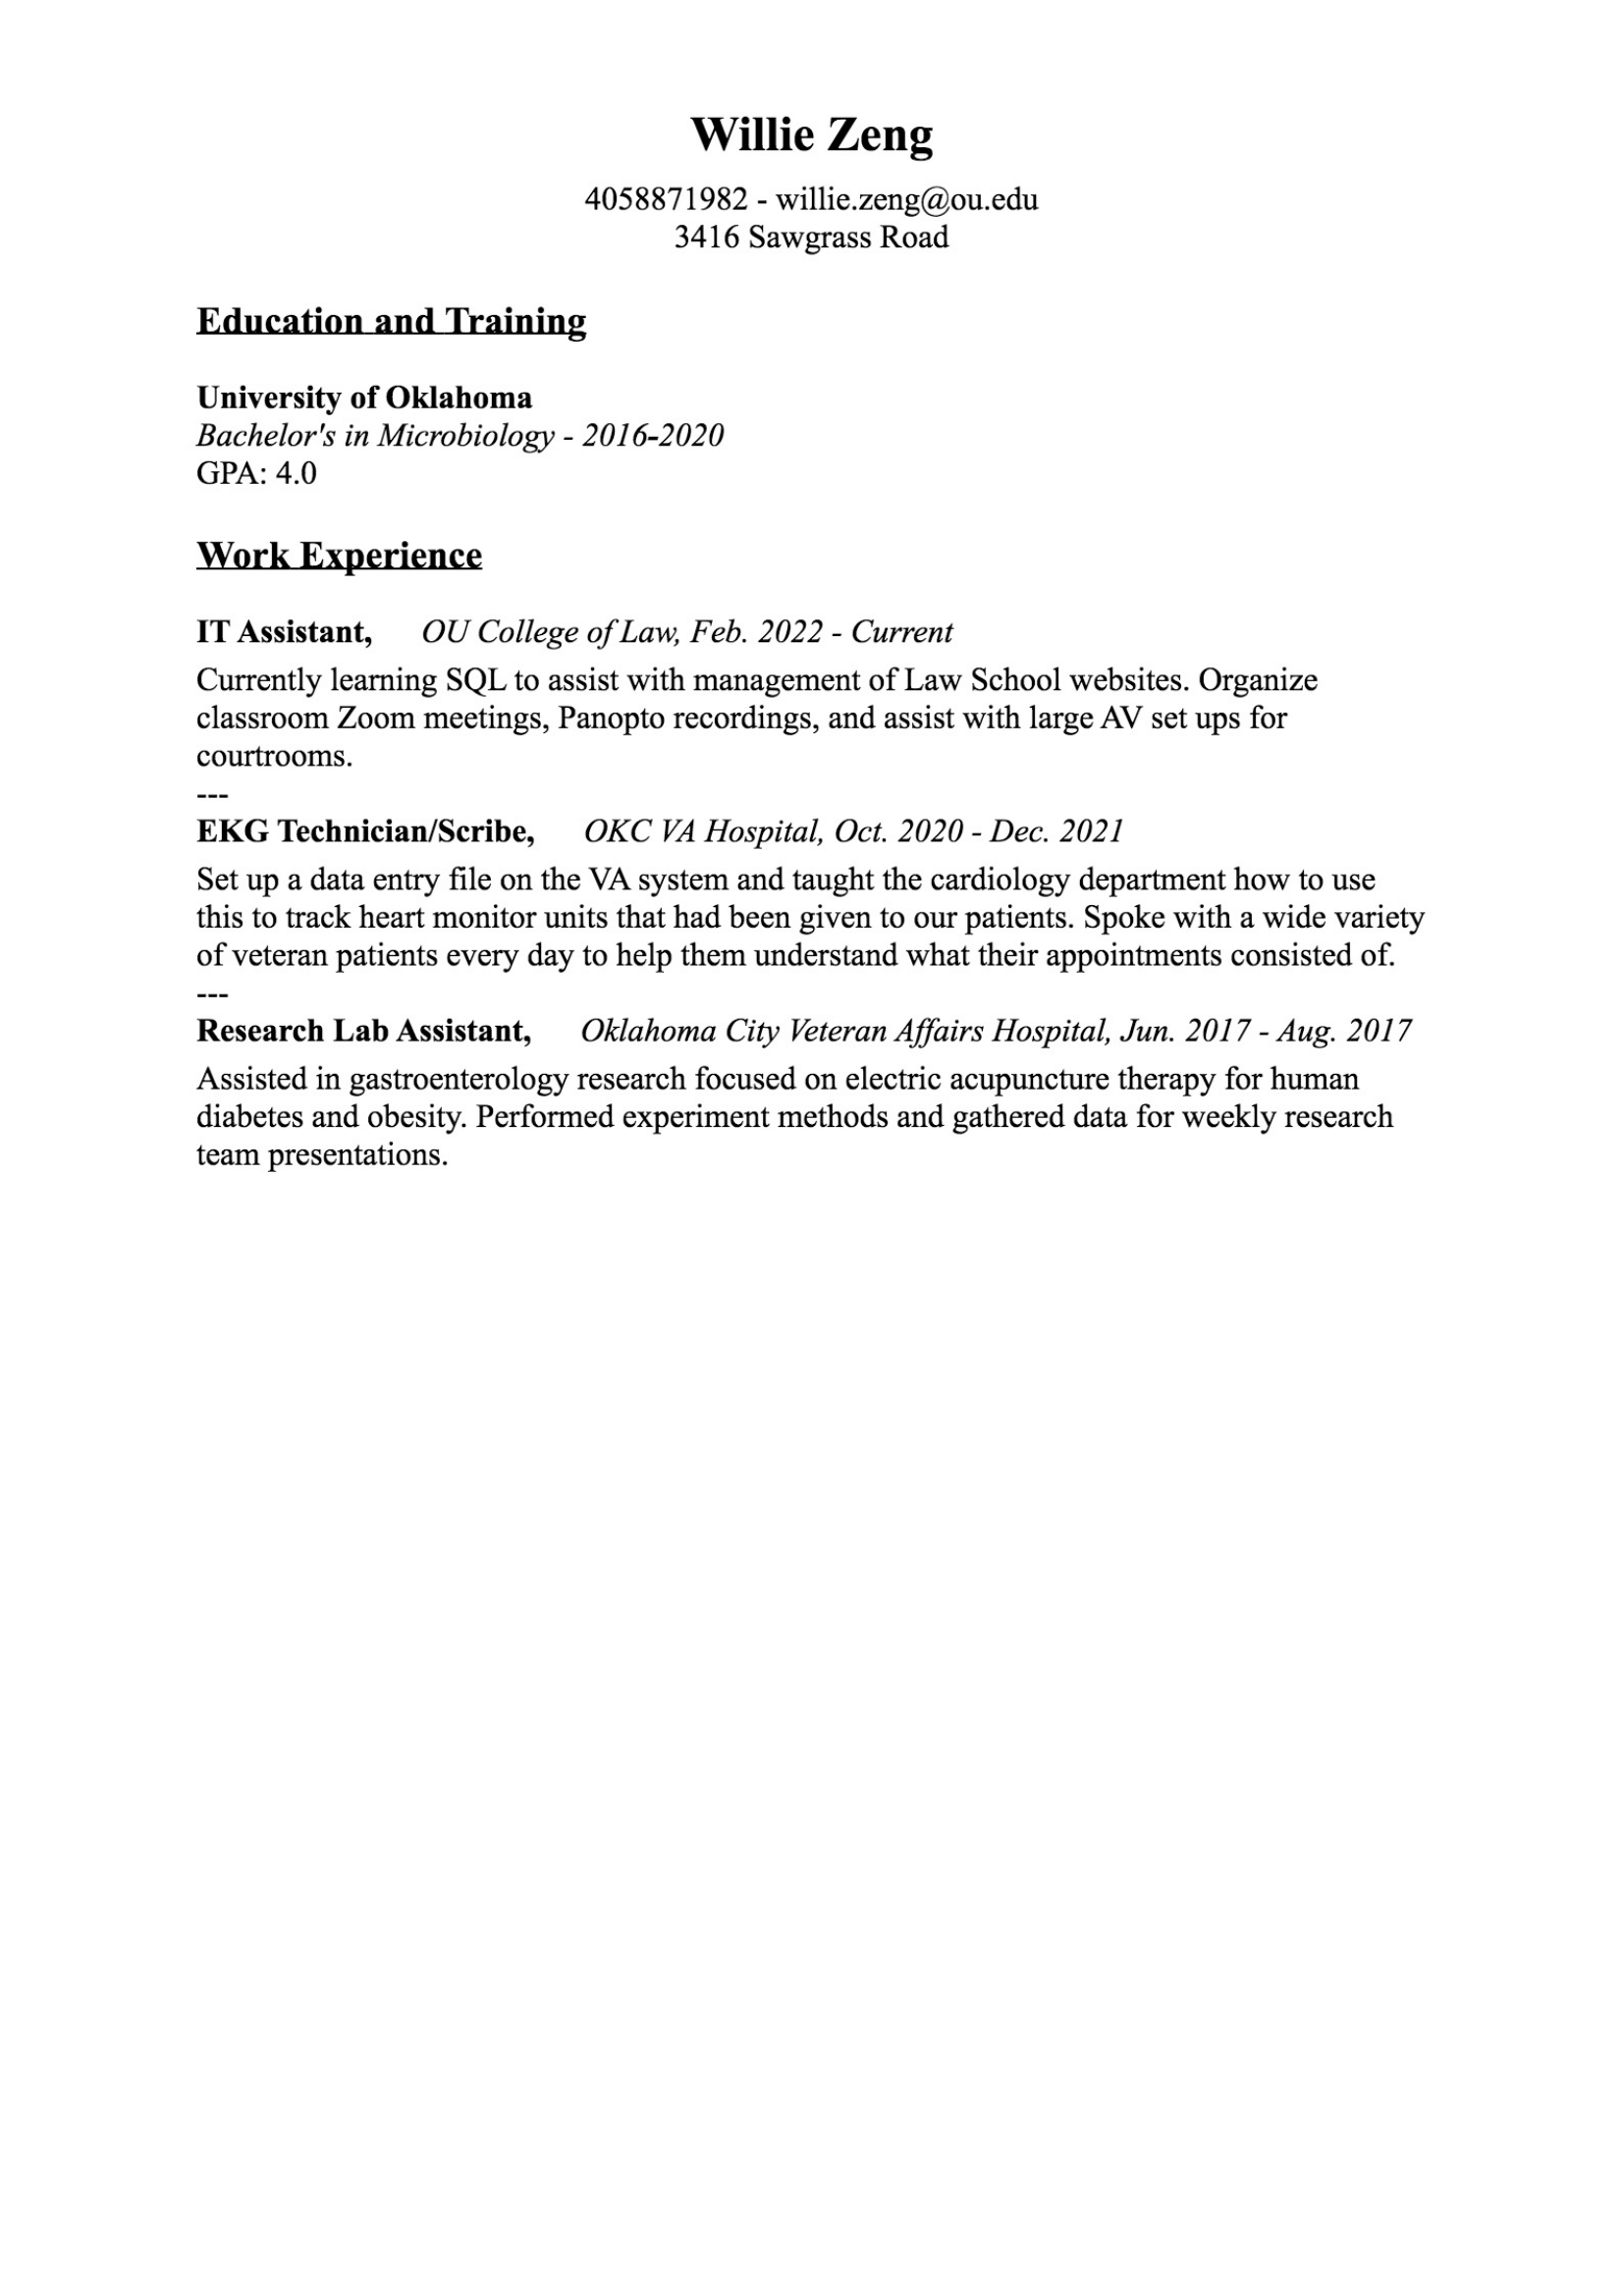 Willie Zeng
4058871982 - willie.zeng@ou.edu
3416 Sawgrass Road
Education and Training
University of Oklahoma
Bachelor's in Microbiology - 2016-2020
GPA: 4.0
Work Experience
IT Assistant, OU College of Law, Feb. 2022 - Current
Currently learning SQL to assist with management of Law School websites. Organize
classroom Zoom meetings, Panopto recordings, and assist with large AV set ups for
courtrooms.
---
EKG Technician/Scribe, OKC VA Hospital, Oct. 2020 - Dec. 2021
Set up a data entry file on the VA system and taught the cardiology department how to use
this to track heart monitor units that had been given to our patients. Spoke with a wide variety
of veteran patients every day to help them understand what their appointments consisted of.
---
Research Lab Assistant, Oklahoma City Veteran Affairs Hospital, Jun. 2017 - Aug. 2017
Assisted in gastroenterology research focused on electric acupuncture therapy for human
diabetes and obesity. Performed experiment methods and gathered data for weekly research
team presentations.